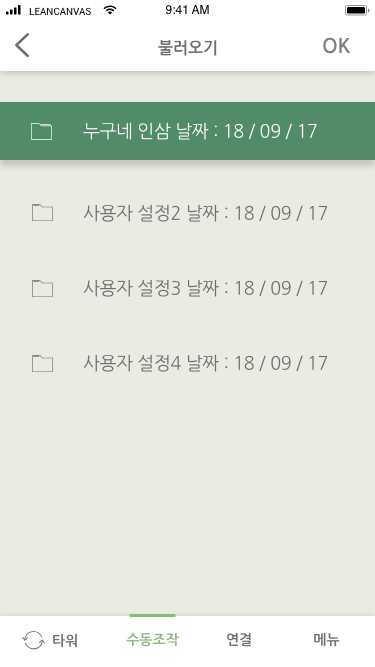 LEANCANVAS 9:41 AM
불러오기 OK
누구네 인삼 날짜 : 18 / 09 / 17
사용자 설정2 날짜 : 18 / 09 / 17
사용자 설정3 날짜 : 18 / 09 / 17
사용자 설정4 날짜 : 18 / 09 / 17
타워 수동조작 연결 메뉴